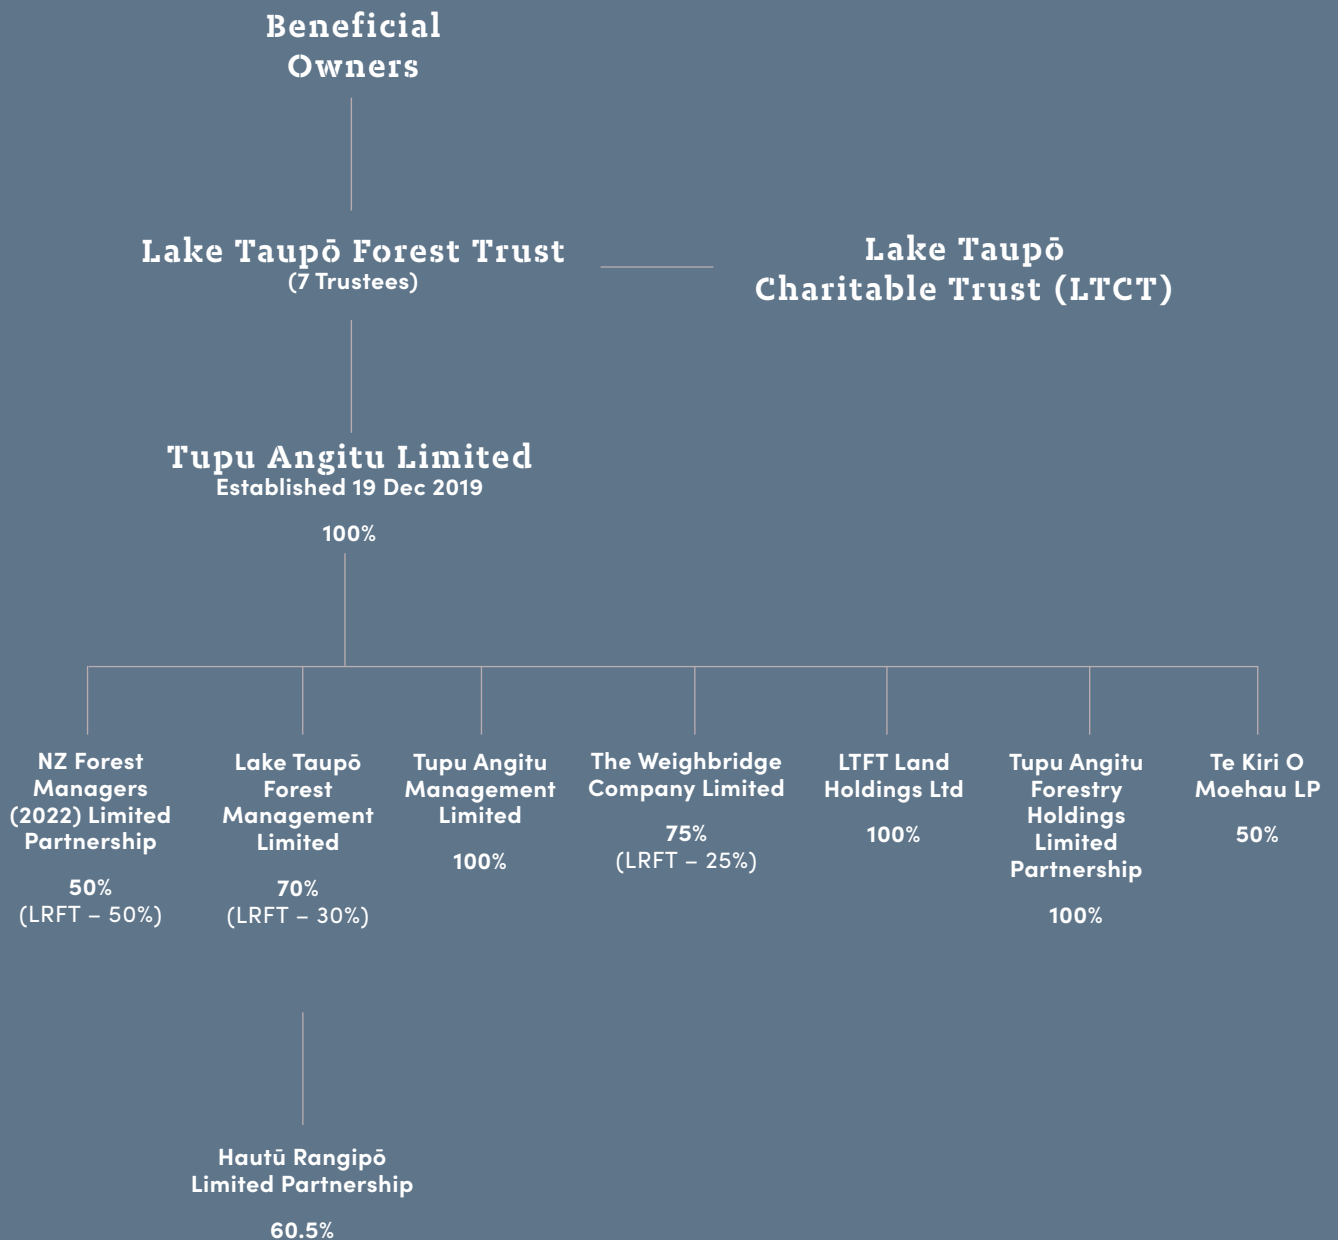 Beneficial
Owners
Lake Taupō Forest Trust
(7 Trustees)
Lake Taupō
Charitable Trust (LTCT)
Tupu Angitu Limited
Established 19 Dec 2019
100%
NZ Forest
Managers
(2022) Limited
Partnership
50%
(LRFT – 50%)
Lake Taupō
Forest
Management
Limited
70%
(LRFT – 30%)
Tupu Angitu
Management
Limited
100%
The Weighbridge
Company Limited
75%
(LRFT – 25%)
LTFT Land
Holdings Ltd
100%
Tupu Angitu
Forestry
Holdings
Limited
Partnership
100%
Te Kiri O
Moehau LP
50%
Hautū Rangipō
Limited Partnership
60.5%